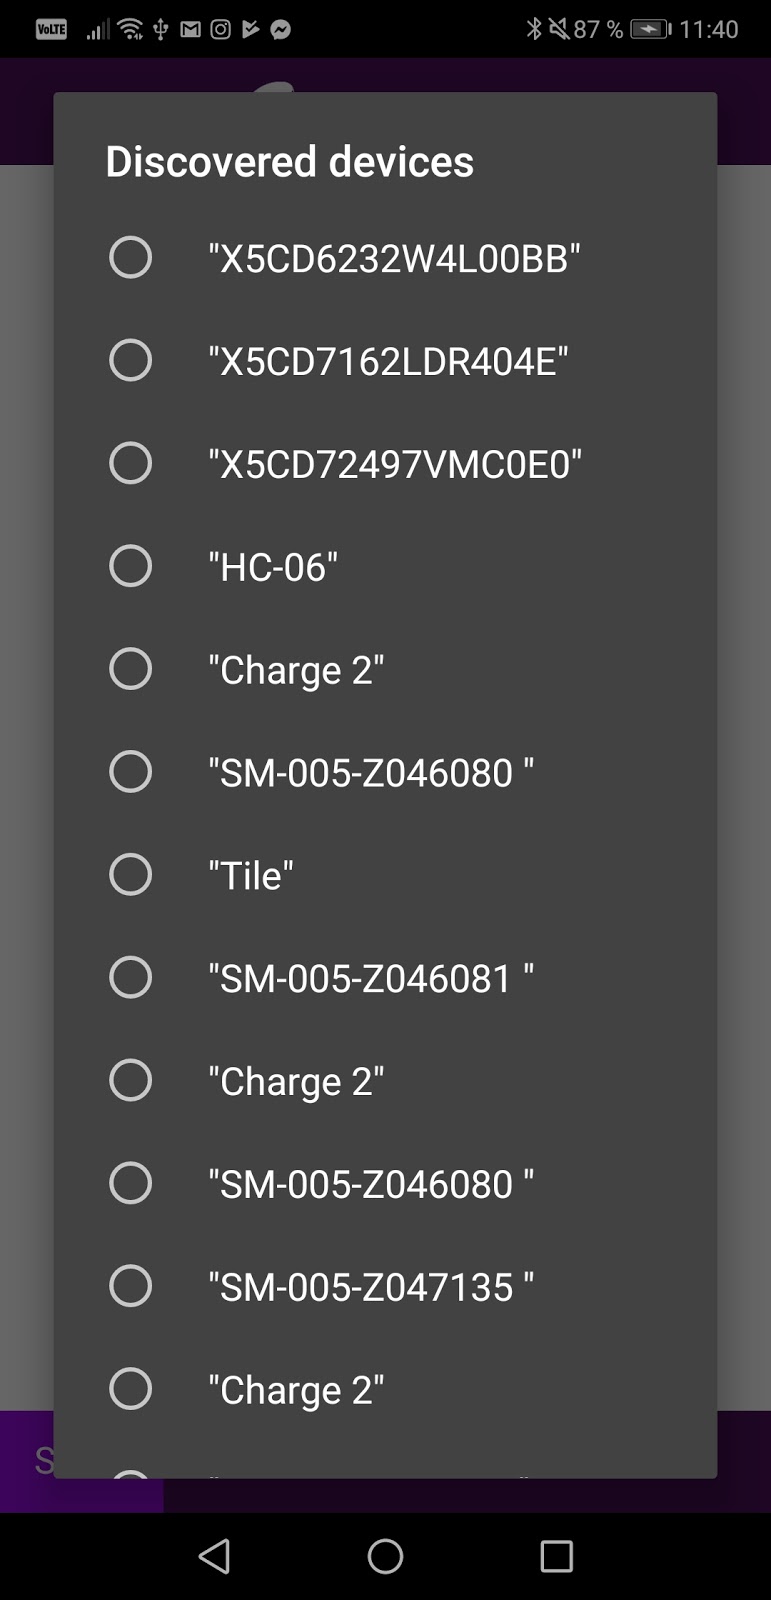 VoLTE 87 % 11:40
Discovered devices
"X5CD6232W4L00BB"
"X5CD7162LDR404E"
"X5CD72497VMC0E0"
"HC-06"
"Charge 2"
"SM-005-Z046080 "
"Tile"
"SM-005-Z046081 "
"Charge 2"
"SM-005-Z046080 "
"SM-005-Z047135 "
"Charge 2"